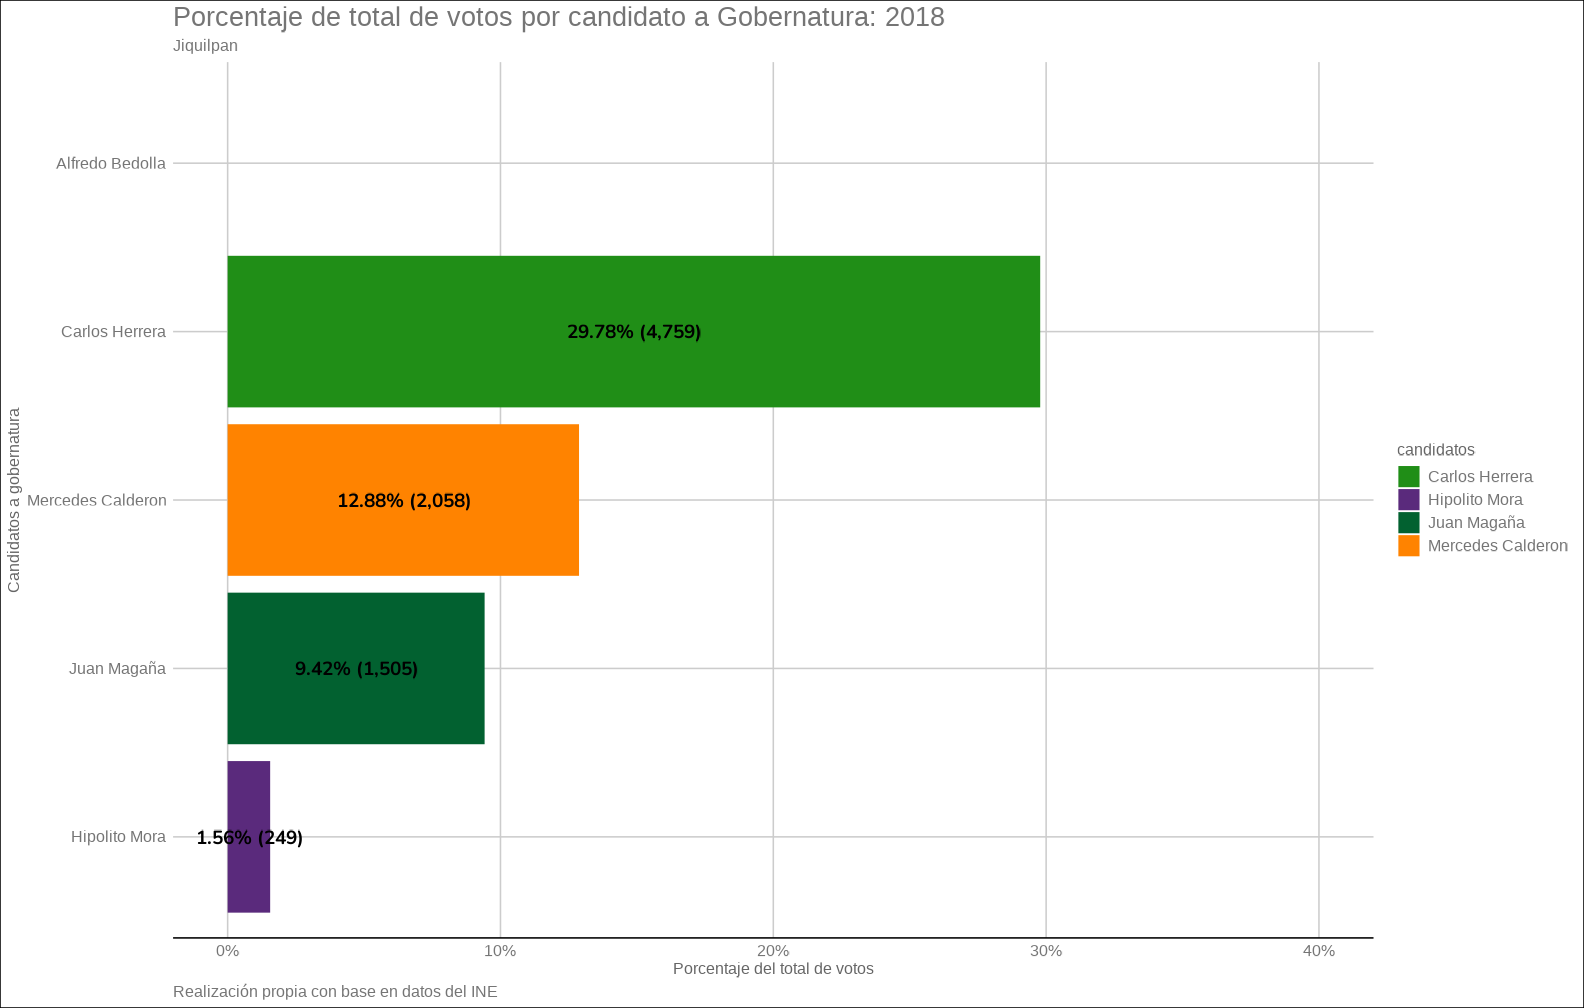 Porcentaje de total de votos por candidato a Gobernatura: 2018
Jiquilpan
Candidatos a gobernatura
Alfredo Bedolla
Carlos Herrera
29.78% (4,759)
Mercedes Calderon
12.88% (2,058)
Juan Magaña
9.42% (1,505)
Hipolito Mora
1.56% (249)
0%
10%
20%
30%
40%
Porcentaje del total de votos
candidatos
Carlos Herrera
Hipolito Mora
Juan Magaña
Mercedes Calderon
Realización propia con base en datos del INE